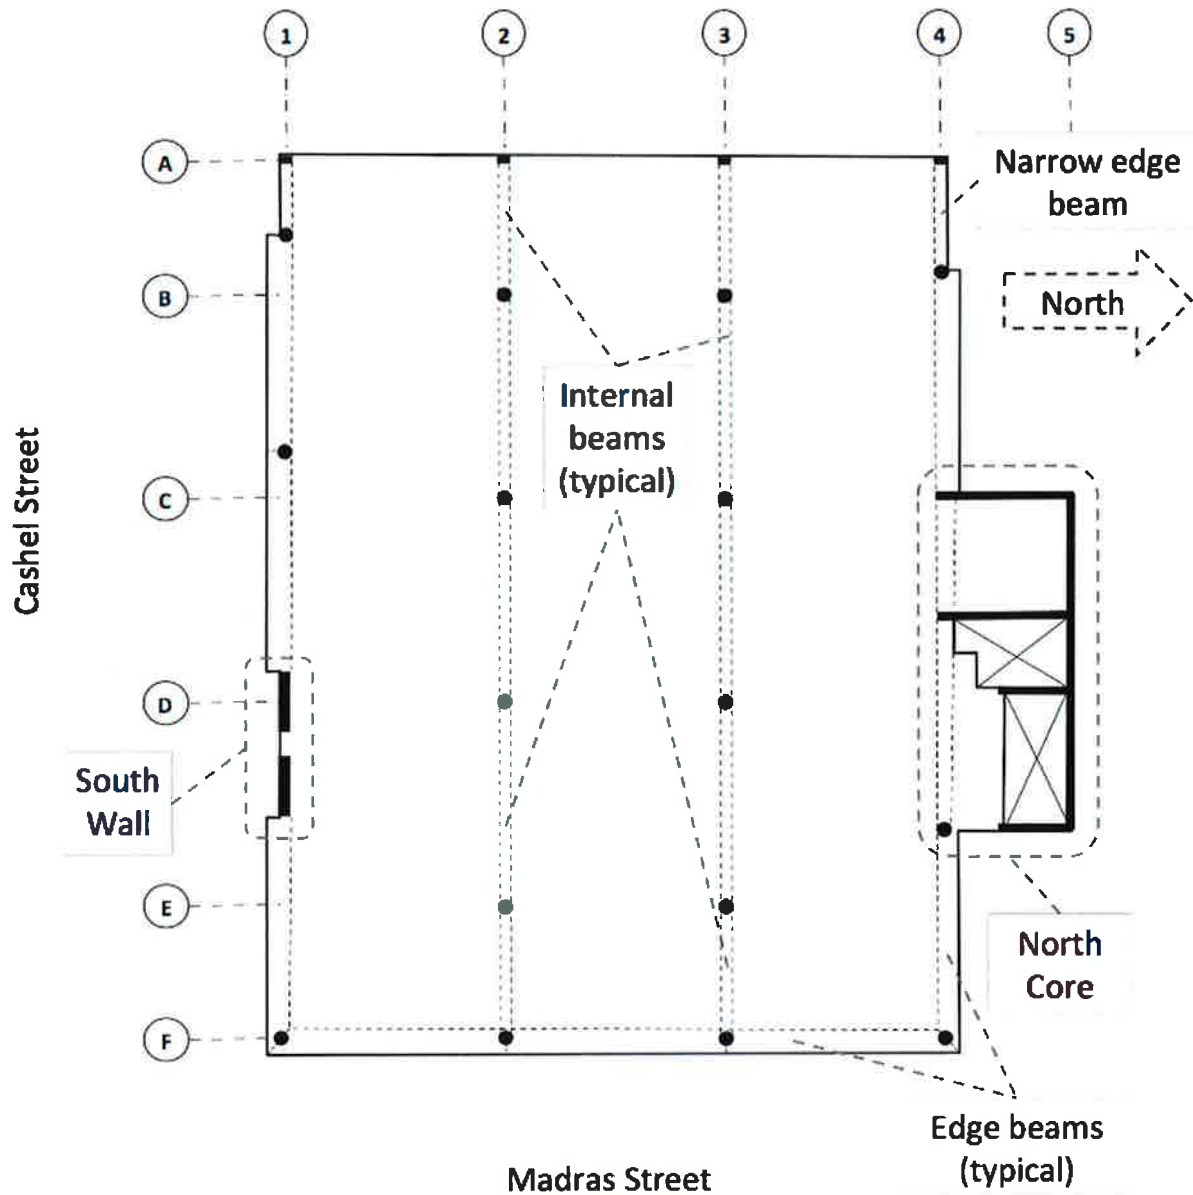 1
2
3
4
5
A
Narrow edge
beam
B
North
Internal
beams
(typical)
Cashel Street
C
D
South
Wall
E
North
Core
F
Edge beams
(typical)
Madras Street